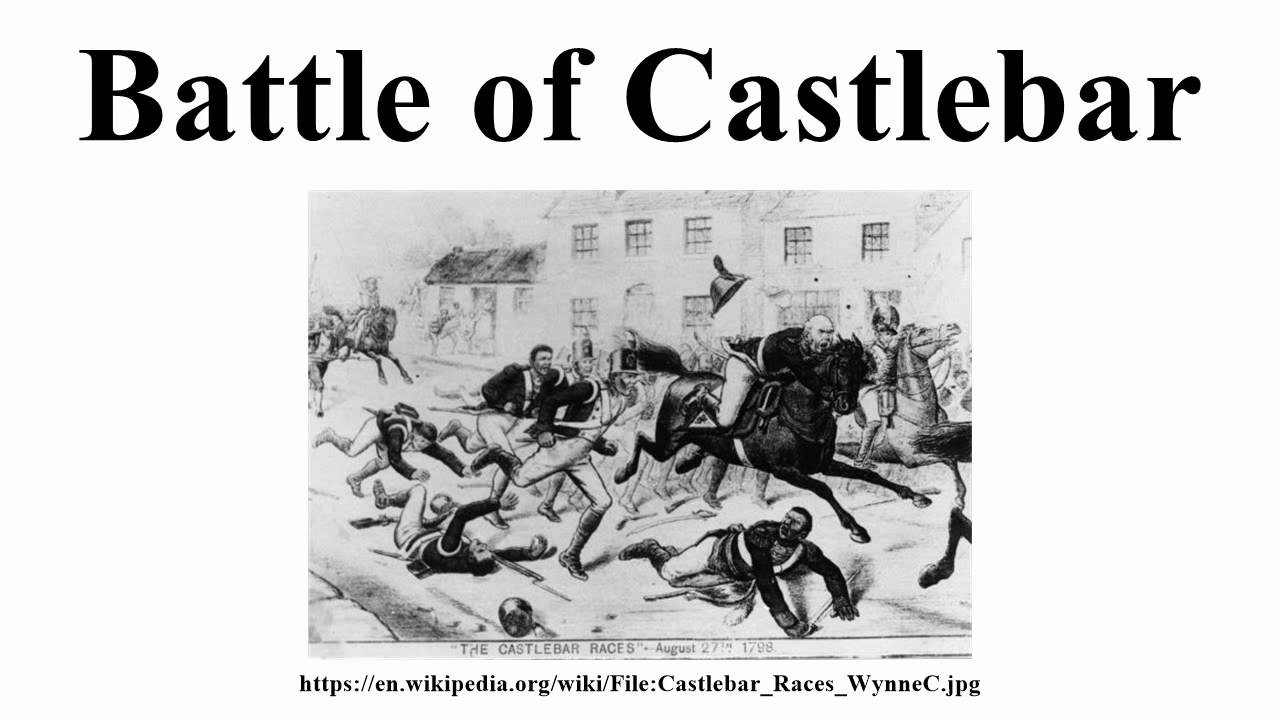 Battle of Castlebar
"THE CASTLEBAR RACES"-August 27TH 1798.
https://en.wikipedia.org/wiki/File:Castlebar_Races_WynneC.jpg